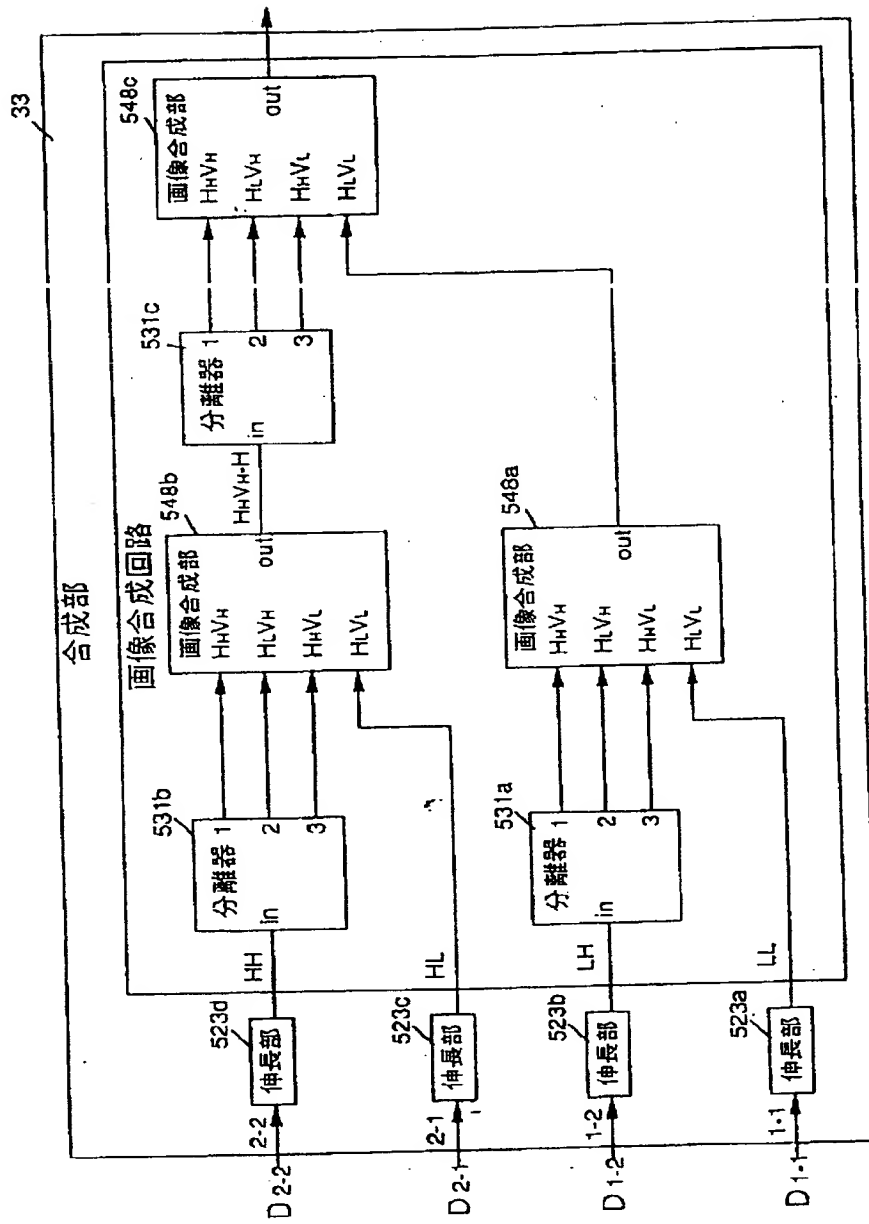 33
合成部
画像合成回路
548c
画像合成部
HHVH
HLVH
HHVL
HLVL
out
531c
分離器
in
1
2
3
HHVH-H
548b
画像合成部
HHVH
HLVH
HHVL
HLVL
out
548a
画像合成部
HHVH
HLVH
HHVL
HLVL
out
531b
分離器
in
1
2
3
531a
分離器
in
1
2
3
HH
HL
LH
LL
523d
伸長部
523c
伸長部
523b
伸長部
523a
伸長部
2-2
2-1
1-2
1・1
D2-2
D2-1
D1-2
D1・1